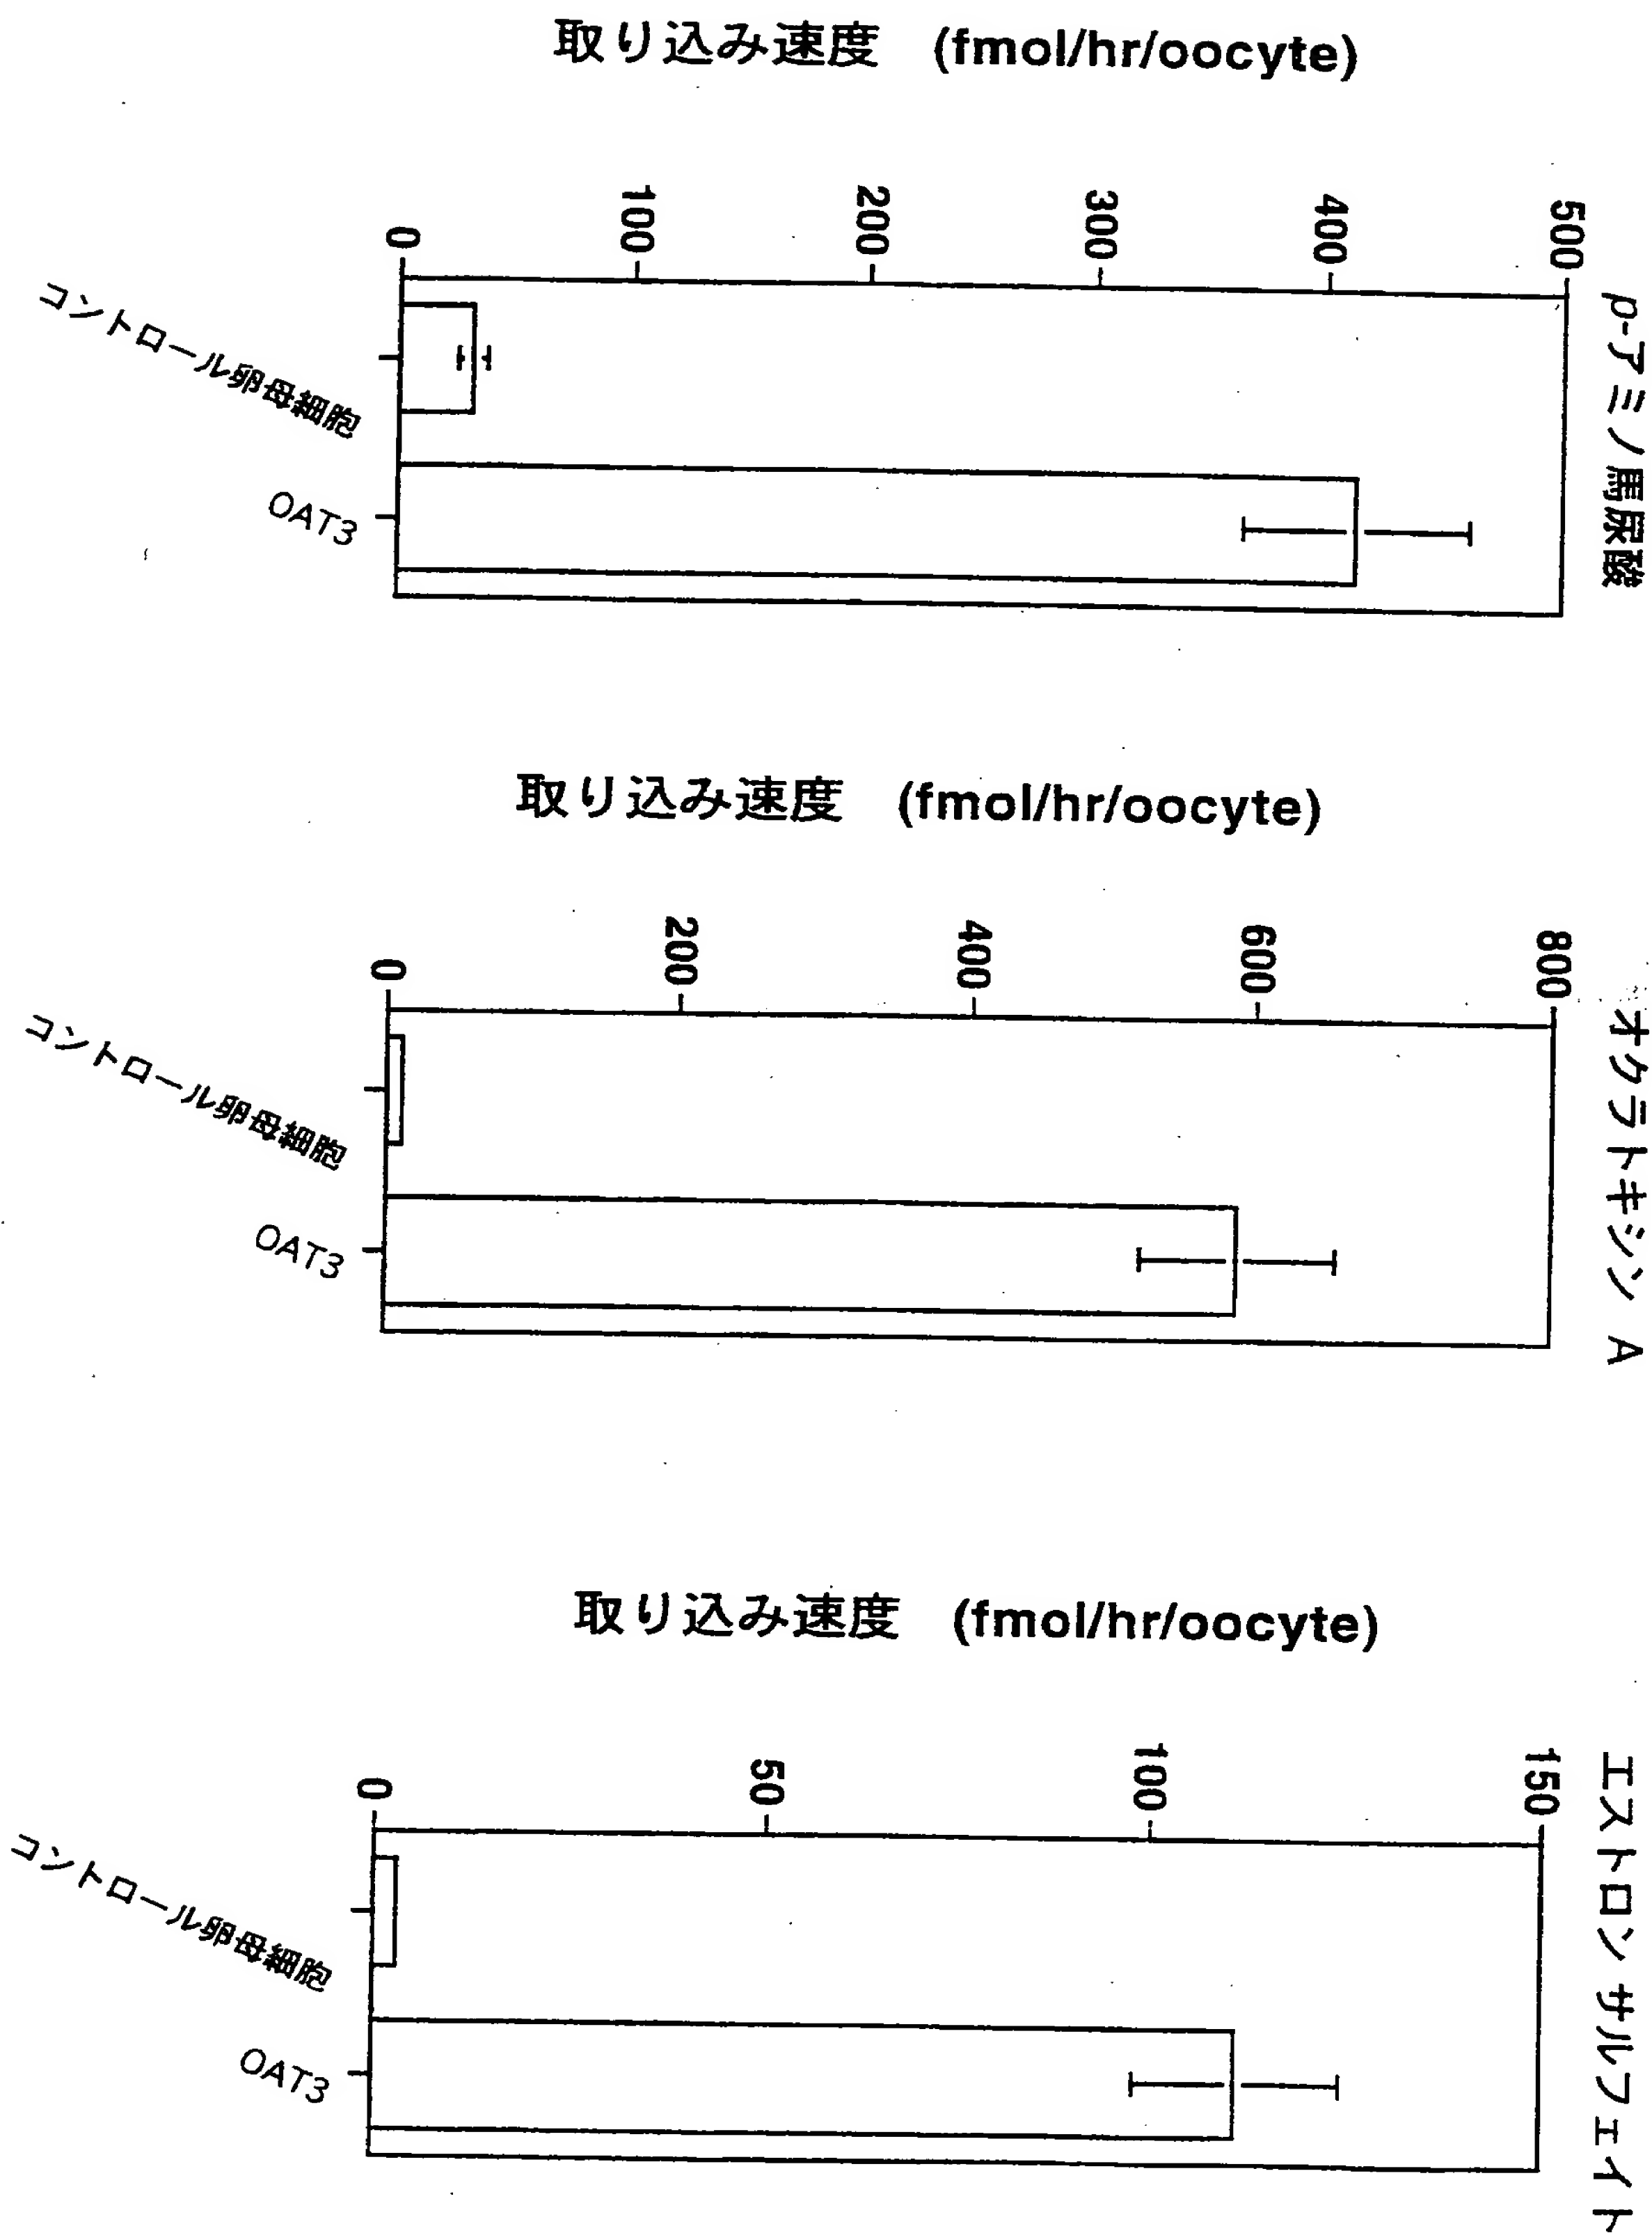 p-アミノ馬尿酸
取り込み速度 (fmol/hr/oocyte)
500
400
300
200
100
0
コントロール卵母細胞
OAT3
オクラトキシン A
取り込み速度 (fmol/hr/oocyte)
800
600
400
200
0
コントロール卵母細胞
OAT3
エストロンサルフェイト
取り込み速度 (fmol/hr/oocyte)
150
100
50
0
コントロール卵母細胞
OAT3